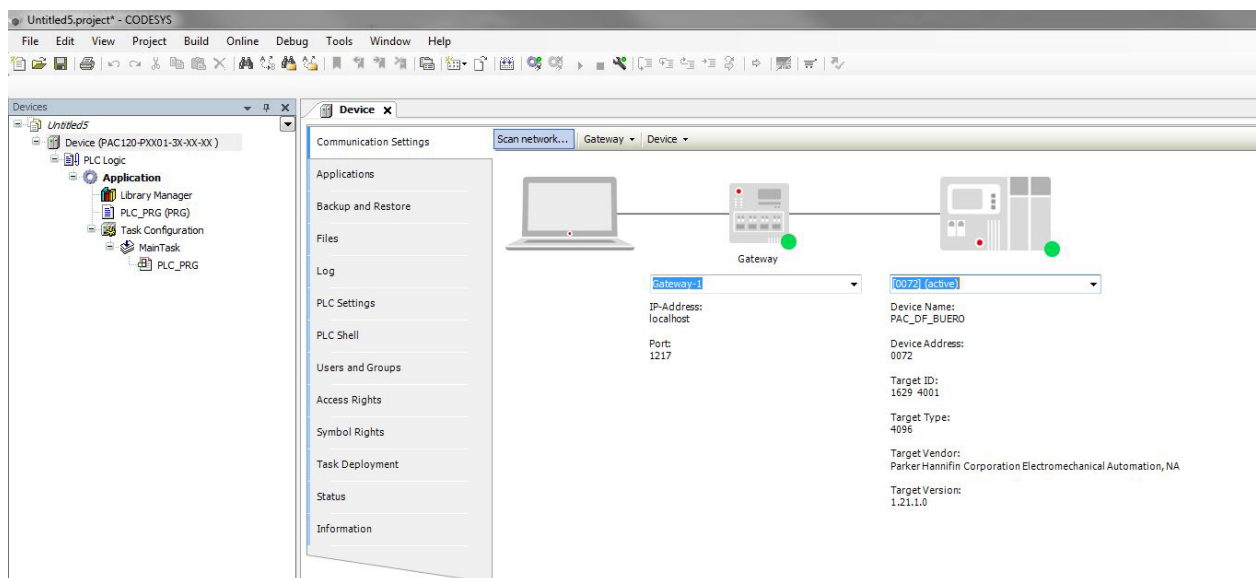 Untitled5.project* - CODESYS
File Edit View Project Build Online Debug Tools Window Help
Devices
Untitled5
Device (PAC120-PXX01-3X-XX-XX )
PLC Logic
Application
Library Manager
PLC_PRG (PRG)
Task Configuration
MainTask
PLC_PRG
Device
Communication Settings
Applications
Backup and Restore
Files
Log
PLC Settings
PLC Shell
Users and Groups
Access Rights
Symbol Rights
Task Deployment
Status
Information
Scan network... Gateway Device
Gateway
Gateway-1
IP-Address:
localhost
Port:
1217
[0072] (active)
Device Name:
PAC_DF_BUERO
Device Address:
0072
Target ID:
1629 4001
Target Type:
4096
Target Vendor:
Parker Hannifin Corporation Electromechanical Automation, NA
Target Version:
1.21.1.0